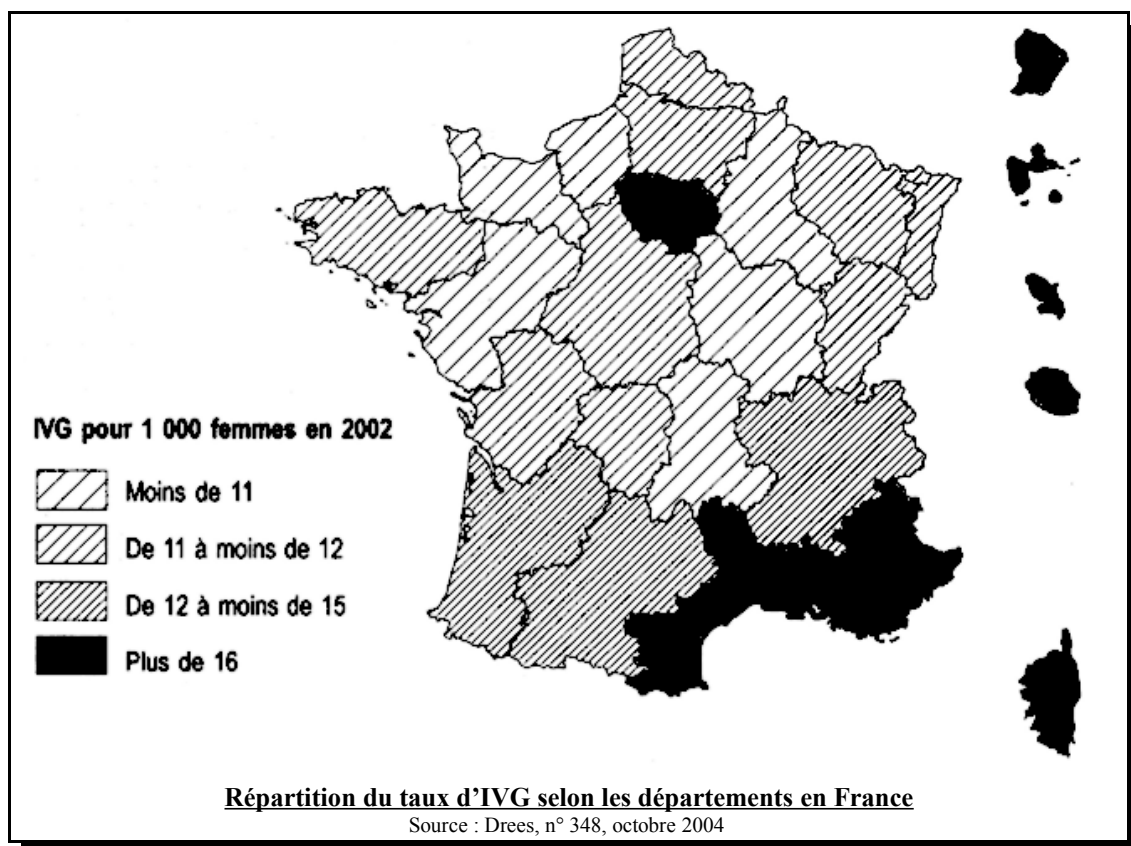 IVG pour 1 000 femmes en 2002
Moins de 11
De 11 à moins de 12
De 12 à moins de 15
Plus de 16
Répartition du taux d’IVG selon les départements en France
Source : Drees, n° 348, octobre 2004